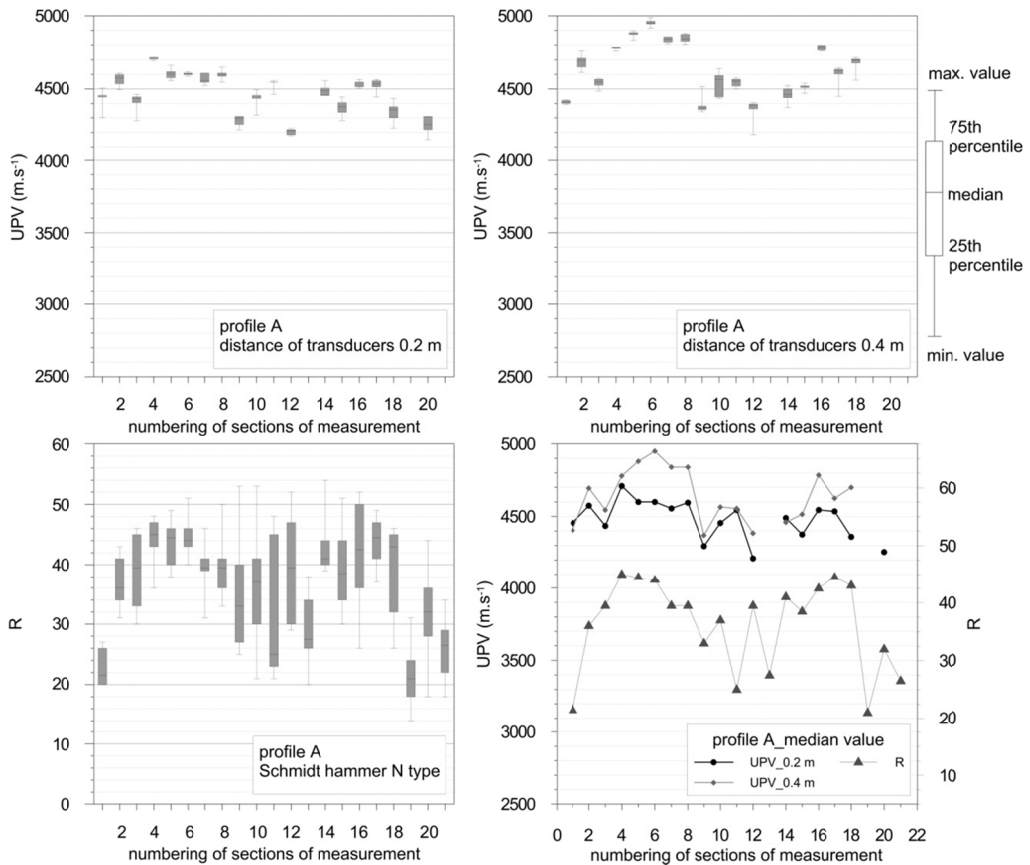 5000
4500
4000
3500
3000
2500
UPV (m.s-1)
profile A
distance of transducers 0.2 m
2 4 6 8 10 12 14 16 18 20
numbering of sections of measurement
5000
4500
4000
3500
3000
2500
UPV (m.s-1)
profile A
distance of transducers 0.4 m
2 4 6 8 10 12 14 16 18 20
numbering of sections of measurement
max. value
75th
percentile
median
25th
percentile
min. value
60
50
40
30
20
10
0
R
profile A
Schmidt hammer N type
2 4 6 8 10 12 14 16 18 20
numbering of sections of measurement
5000
4500
4000
3500
3000
2500
UPV (m.s-1)
60
50
40
30
20
10
R
profile A_median value
UPV_0.2 m R
UPV_0.4 m
0 2 4 6 8 10 12 14 16 18 20 22
numbering of sections of measurement